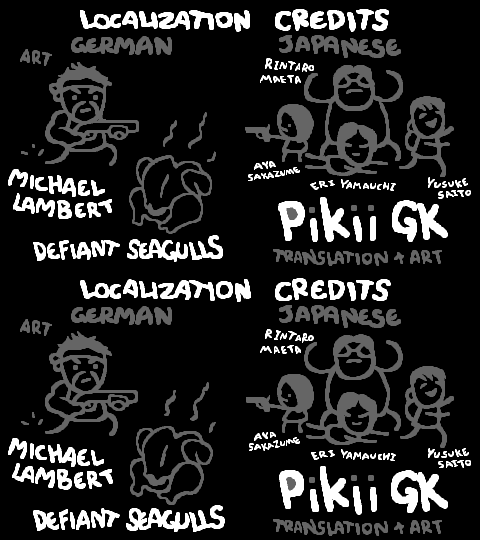 LOCALIZATION CREDITS
GERMAN
ART
MICHAEL
LAMBERT
DEFIANT SEAGULLS
JAPANESE
RINTARO
MAETA
AYA
SAKAZUME
ERI YAMAUCHI
YUSUKE
SAITO
Pikii GK
TRANSLATION + ART
LOCALIZATION CREDITS
GERMAN
ART
MICHAEL
LAMBERT
DEFIANT SEAGULLS
JAPANESE
RINTARO
MAETA
AYA
SAKAZUME
ERI YAMAUCHI
YUSUKE
SAITO
Pikii GK
TRANSLATION + ART